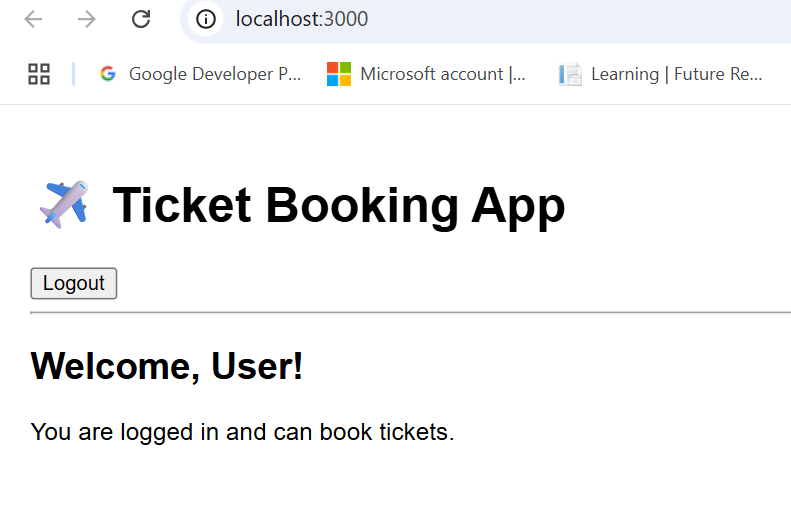 localhost:3000
Google Developer P... Microsoft account |... Learning | Future Re...
Ticket Booking App
Logout
Welcome, User!
You are logged in and can book tickets.